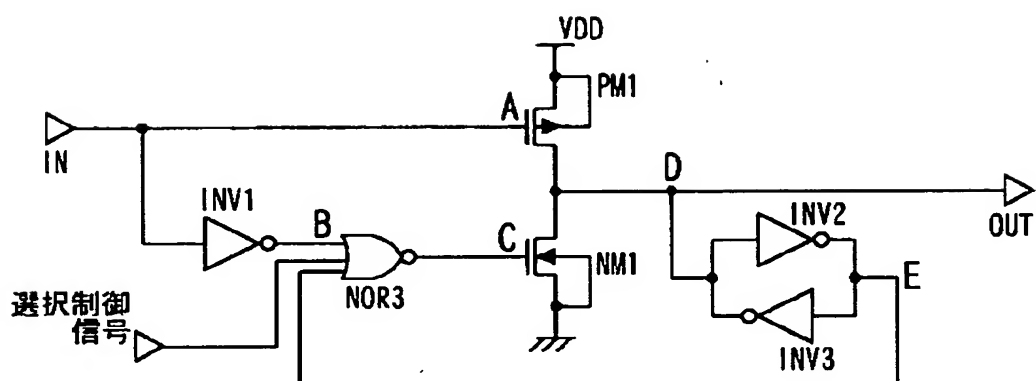 VDD
PM1
A
IN
D
INV1
INV2
OUT
B
C
NM1
E
NOR3
選択制御
信号
INV3